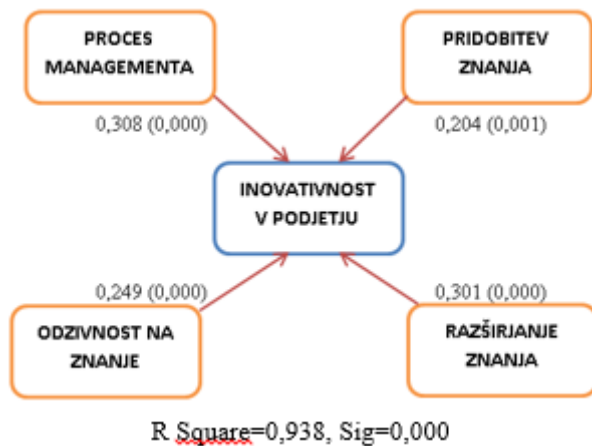 PROCES
MANAGEMENTA
PRIDOBITEV
ZNANJA
0,308 (0,000)
0,204 (0,001)
INOVATIVNOST
V PODJETJU
0,249 (0,000)
0,301 (0,000)
ODZIVNOST NA
ZNANJE
RAZŠIRJANJE
ZNANJA
R Square=0,938, Sig=0,000